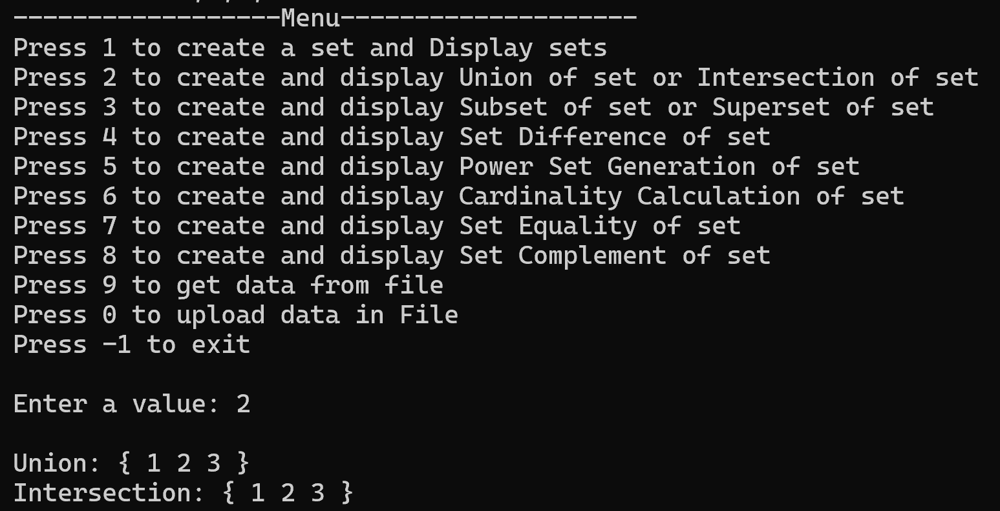 ------------------Menu--------------------
Press 1 to create a set and Display sets
Press 2 to create and display Union of set or Intersection of set
Press 3 to create and display Subset of set or Superset of set
Press 4 to create and display Set Difference of set
Press 5 to create and display Power Set Generation of set
Press 6 to create and display Cardinality Calculation of set
Press 7 to create and display Set Equality of set
Press 8 to create and display Set Complement of set
Press 9 to get data from file
Press 0 to upload data in File
Press -1 to exit
Enter a value: 2
Union: { 1 2 3 }
Intersection: { 1 2 3 }